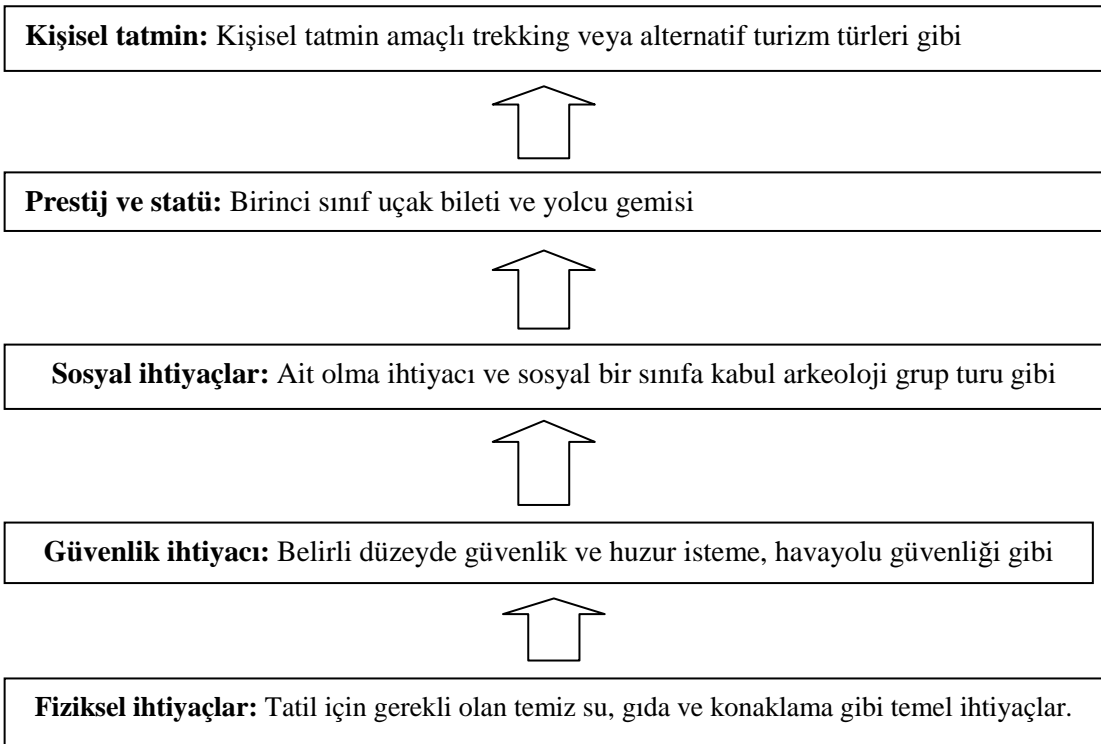 Kişisel tatmin: Kişisel tatmin amaçlı trekking veya alternatif turizm türleri gibi
Prestij ve statü: Birinci sınıf uçak bileti ve yolcu gemisi
Sosyal ihtiyaçlar: Ait olma ihtiyacı ve sosyal bir sınıfa kabul arkeoloji grup turu gibi
Güvenlik ihtiyacı: Belirli düzeyde güvenlik ve huzur isteme, havayolu güvenliği gibi
Fiziksel ihtiyaçlar: Tatil için gerekli olan temiz su, gıda ve konaklama gibi temel ihtiyaçlar.